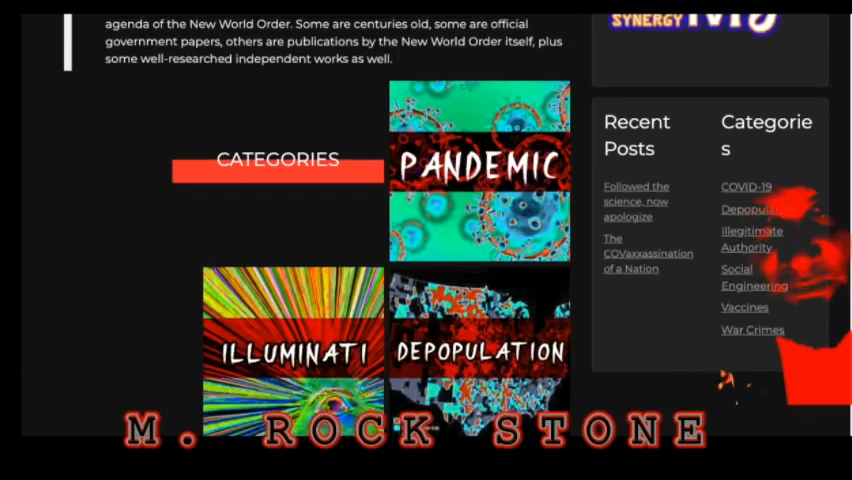 agenda of the New World Order. Some are centuries old, some are official
government papers, others are publications by the New World Order itself, plus
some well-researched independent works as well.
SYNERGY
CATEGORIES
PANDEMIC
ILLUMINATI
DEPOPULATION
Recent
Posts
Followed the
science, now
apologize
The
COVaxxassination
of a Nation
Categorie
s
COVID-19
Illegitimate
Authority
Social
Engineering
Vaccines
War Crimes
M. ROCK STONE